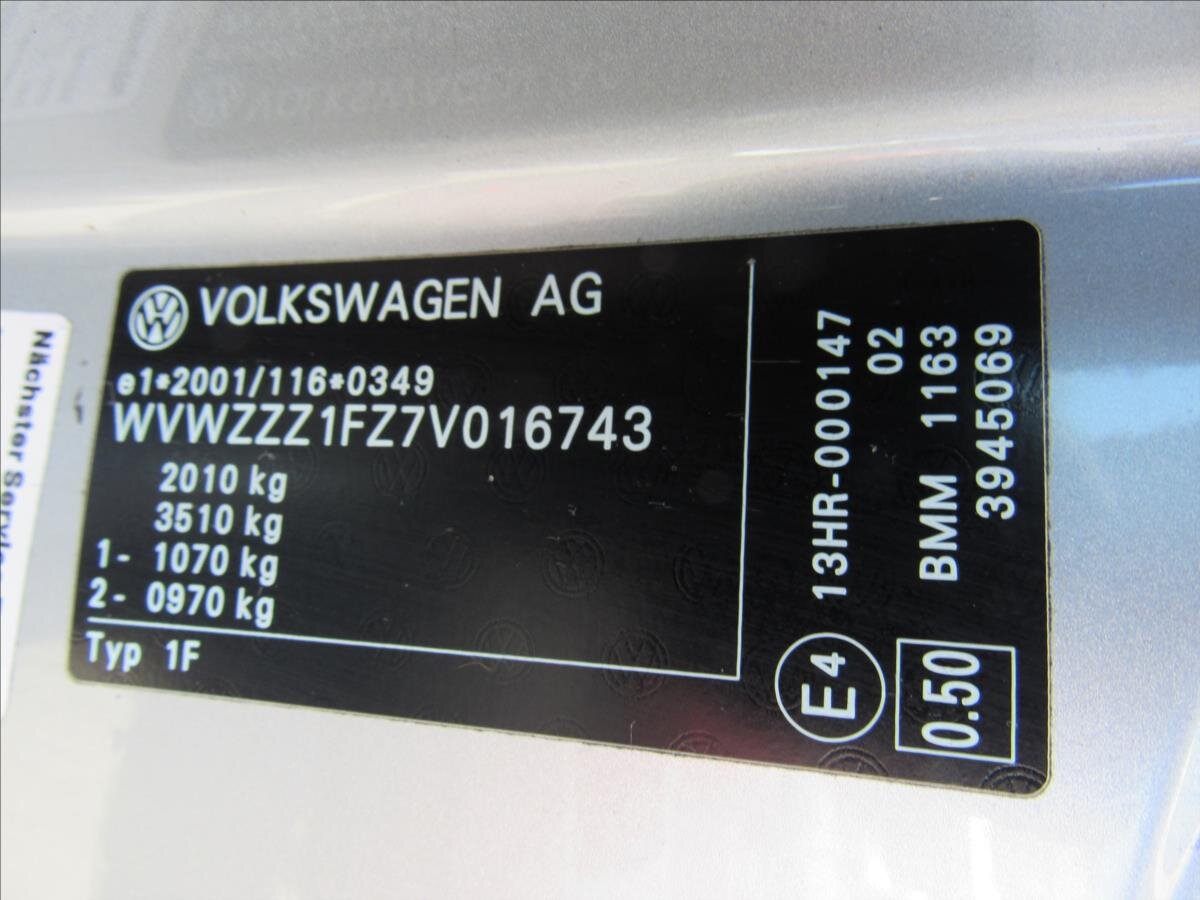 VOLKSWAGEN AG
e1*2001/116*0349
WVWZZZ1FZ7V016743
2010 kg
3510 kg
1- 1070 kg
2- 0970 kg
Typ 1F
13HR-000147
02
BMM 1163
3945069
E4
0.50
Nächster